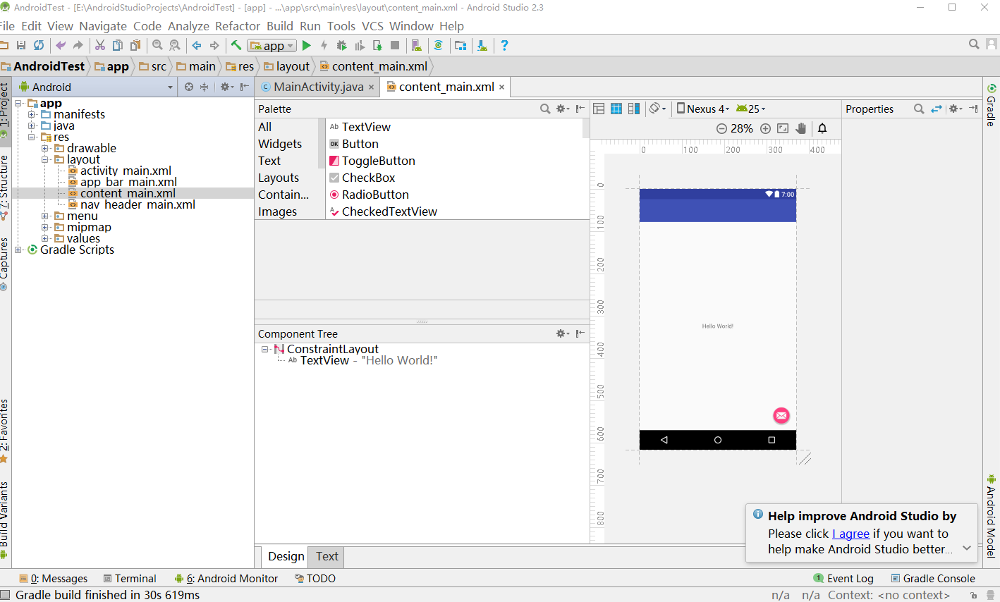 AndroidTest - [E:\AndroidStudioProjects\AndroidTest] - [app] - ...\app\src\main\res\layout\content_main.xml - Android Studio 2.3
File Edit View Navigate Code Analyze Refactor Build Run Tools VCS Window Help
app
AndroidTest app src main res layout content_main.xml
1: Project
Z: Structure
Captures
2: Favorites
Build Variants
Android
app
manifests
java
res
drawable
layout
activity_main.xml
app_bar_main.xml
content_main.xml
nav_header_main.xml
menu
mipmap
values
Gradle Scripts
MainActivity.java content_main.xml
Palette
All
Widgets
Text
Layouts
Contain...
Images
Ab TextView
OK Button
ToggleButton
CheckBox
RadioButton
CheckedTextView
Component Tree
ConstraintLayout
Ab TextView - "Hello World!"
Design Text
Nexus 4 25
28%
0 100 200 300 400
0
100
200
300
400
500
600
700
800
7:00
Hello World!
Properties
Gradle
Android Model
Help improve Android Studio by
Please click I agree if you want to
help make Android Studio better...
0: Messages Terminal 6: Android Monitor TODO 1 Event Log Gradle Console
Gradle build finished in 30s 619ms n/a n/a Context: <no context>